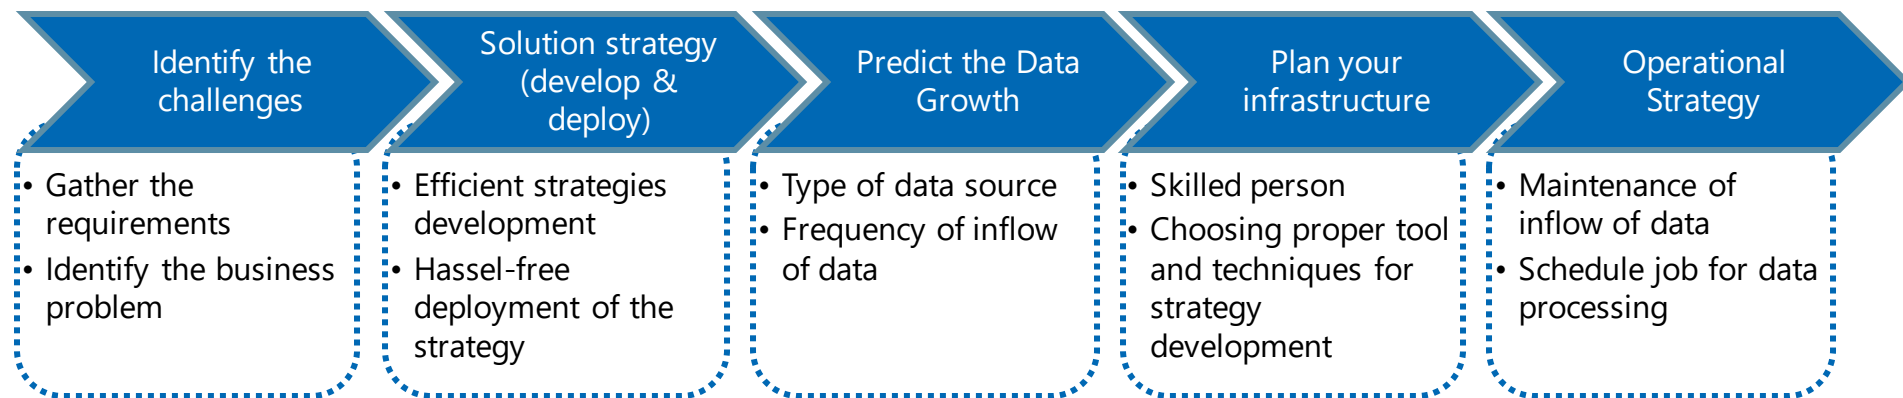 Identify the
challenges
Solution strategy
(develop &
deploy)
Predict the Data
Growth
Plan your
infrastructure
Operational
Strategy
• Gather the
requirements
• Identify the business
problem
• Efficient strategies
development
• Hassel-free
deployment of the
strategy
• Type of data source
• Frequency of inflow
of data
• Skilled person
• Choosing proper tool
and techniques for
strategy
development
• Maintenance of
inflow of data
• Schedule job for data
processing